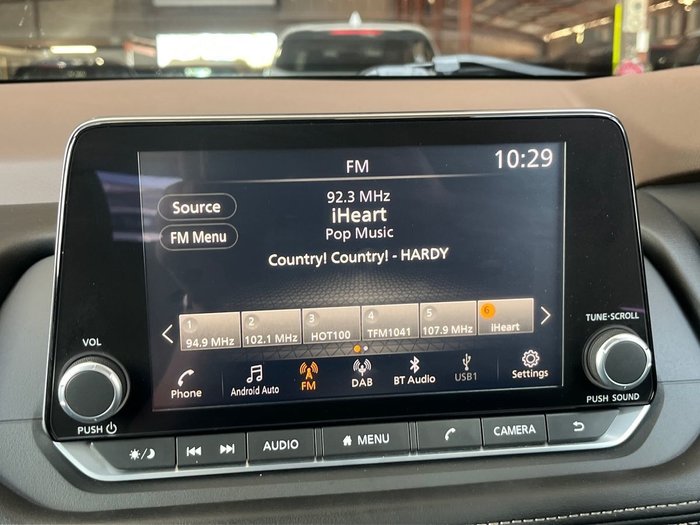 FM
10:29
92.3 MHz
Source
iHeart
FM Menu
Pop Music
Country! Country! - HARDY
1
2
3
4
5
6
94.9 MHz
102.1 MHz
HOT100
TFM1041
107.9 MHz
iHeart
Phone
Android Auto
FM
DAB
BT Audio
USB1
Settings
VOL
PUSH
TUNE·SCROLL
PUSH SOUND
AUDIO
MENU
CAMERA